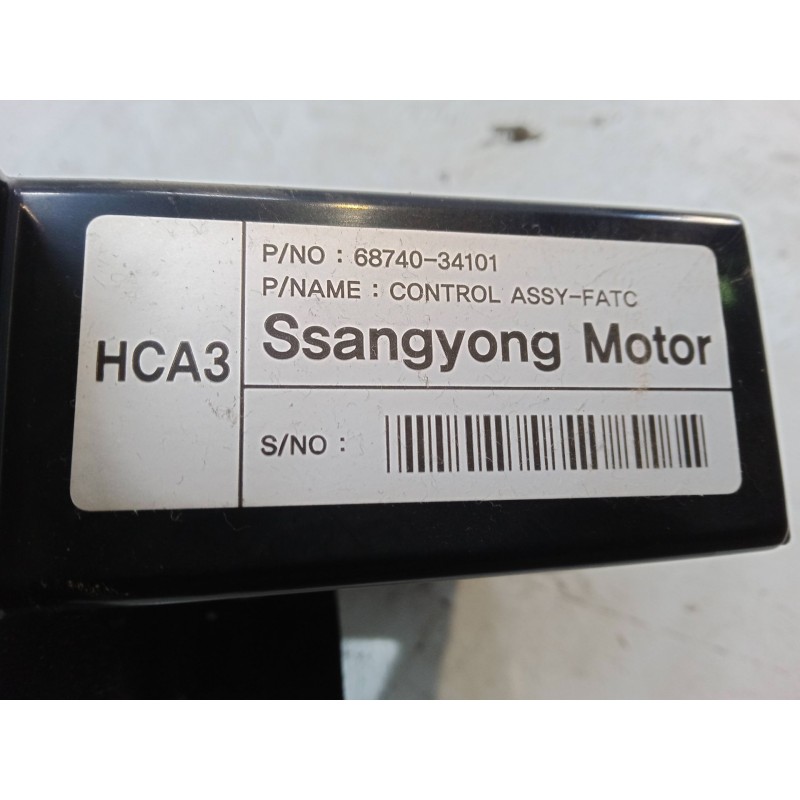 HCA3
P/NO : 68740-34101
P/NAME : CONTROL ASSY-FATC
Ssangyong Motor
S/NO :